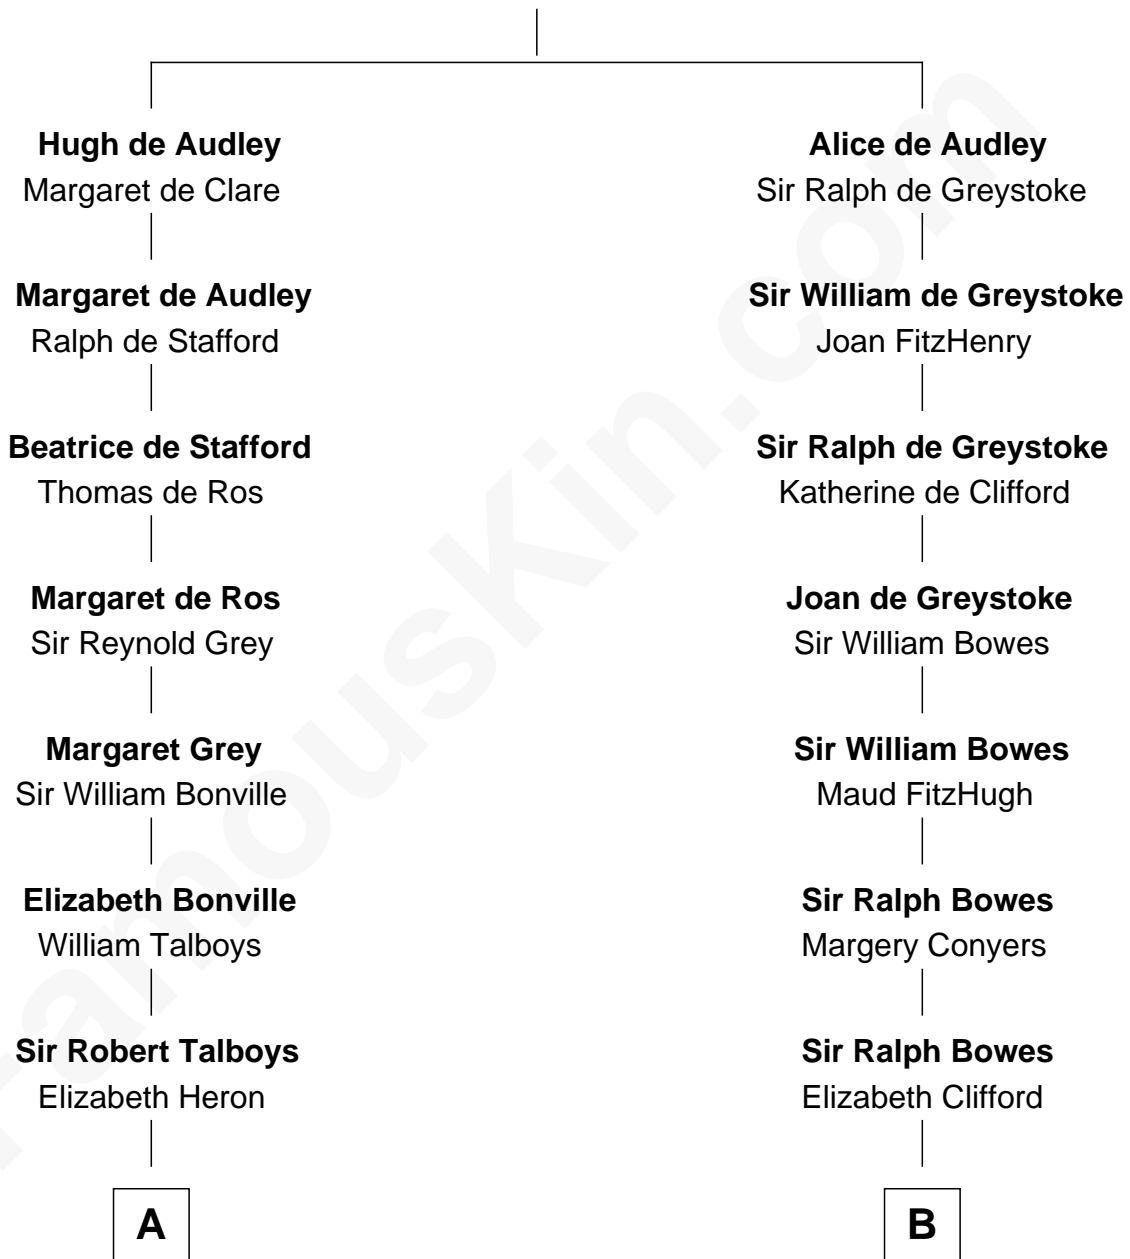 Hugh de Audley
Margaret de Clare
Margaret de Audley
Ralph de Stafford
Beatrice de Stafford
Thomas de Ros
Margaret de Ros
Sir Reynold Grey
Margaret Grey
Sir William Bonville
Elizabeth Bonville
William Talboys
Sir Robert Talboys
Elizabeth Heron
A
Alice de Audley
Sir Ralph de Greystoke
Sir William de Greystoke
Joan FitzHenry
Sir Ralph de Greystoke
Katherine de Clifford
Joan de Greystoke
Sir William Bowes
Sir William Bowes
Maud FitzHugh
Sir Ralph Bowes
Margery Conyers
Sir Ralph Bowes
Elizabeth Clifford
B
FamousKin.com